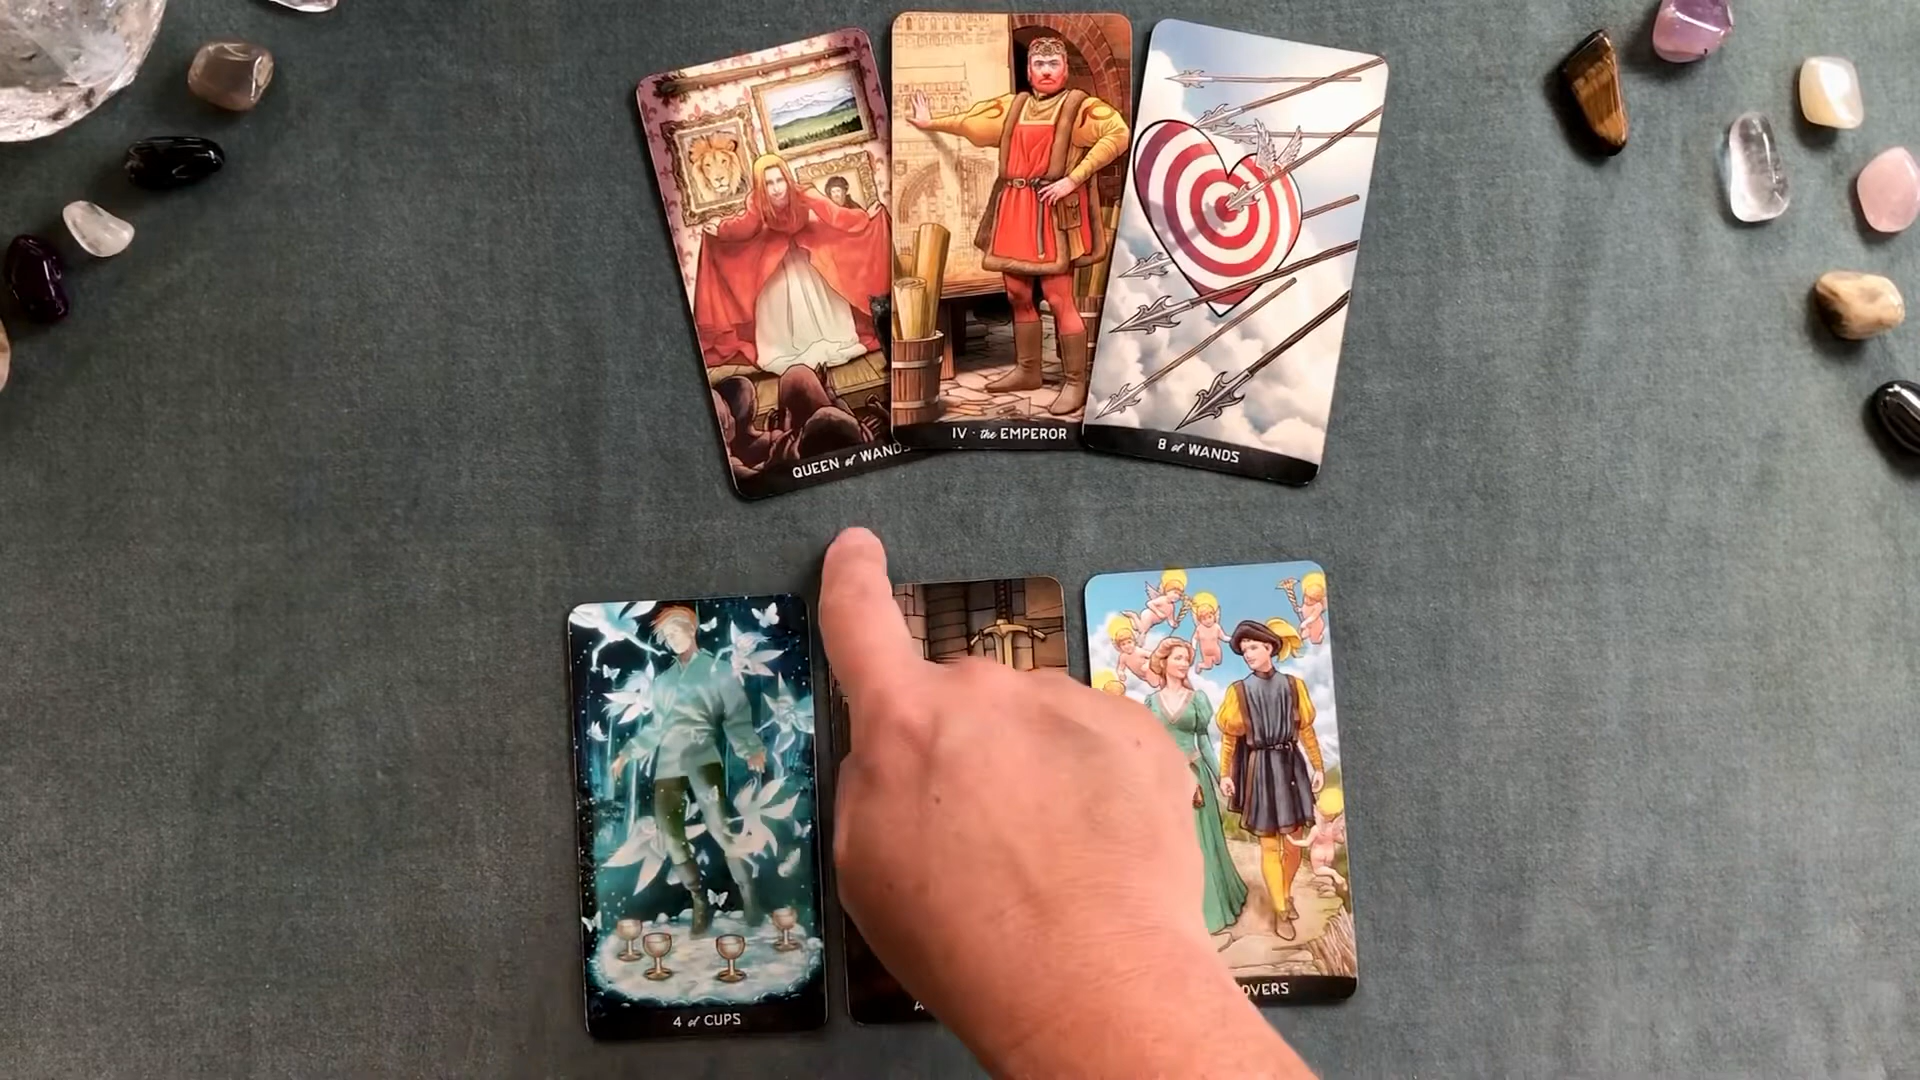 QUEEN of WANDS
IV · the EMPEROR
8 of WANDS
4 of CUPS
OVERS